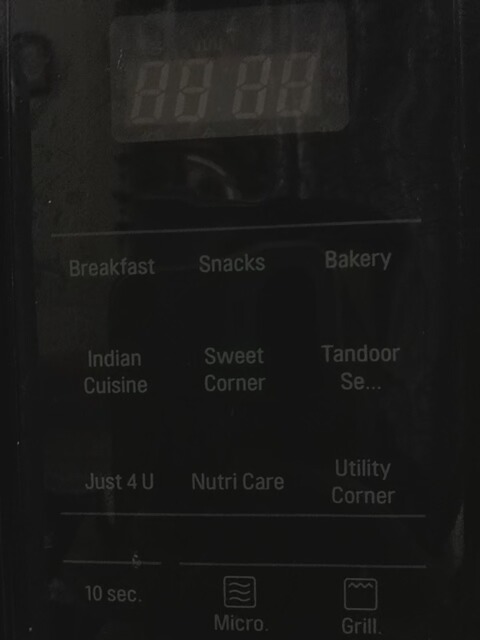 Breakfast Snacks Bakery
Indian Cuisine Sweet Corner Tandoor Se...
Just 4 U Nutri Care Utility Corner
10 sec. Micro. Grill.